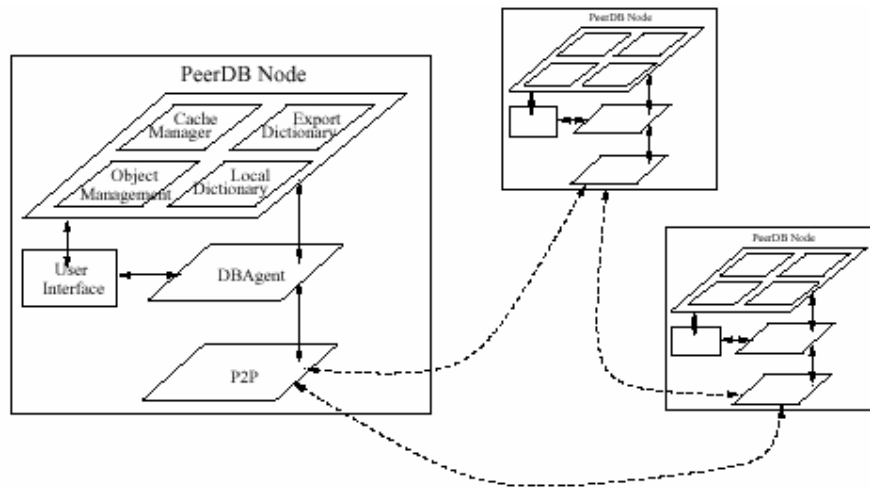 PeerDB Node
Cache
Manager
Export
Dictionary
Object
Management
Local
Dictionary
User
Interface
DBAgent
P2P
PeerDB Node
PeerDB Node